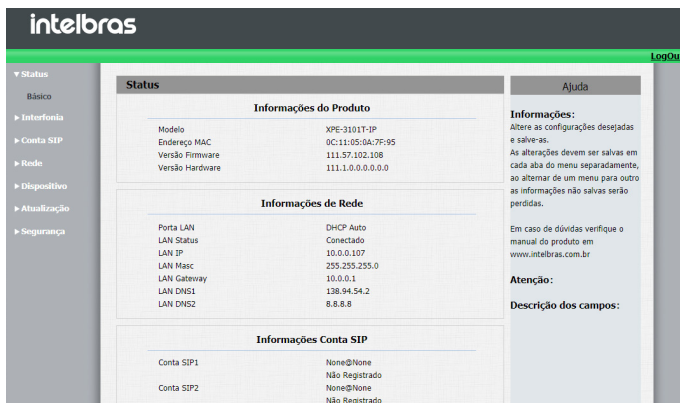 intelbras
LogOu
Status
Básico
Interfonia
Conta SIP
Rede
Dispositivo
Atualização
Segurança
Status
Informações do Produto
Modelo XPE-3101T-IP
Endereço MAC 0C:11:05:0A:7F:95
Versão Firmware 111.57.102.108
Versão Hardware 111.1.0.0.0.0.0.0
Informações de Rede
Porta LAN DHCP Auto
LAN Status Conectado
LAN IP 10.0.0.107
LAN Masc 255.255.255.0
LAN Gateway 10.0.0.1
LAN DNS1 138.94.54.2
LAN DNS2 8.8.8.8
Informações Conta SIP
Conta SIP1 None@None
Não Registrado
Conta SIP2 None@None
Não Registrado
Ajuda
Informações:
Altere as configurações desejadas
e salve-as.
As alterações devem ser salvas em
cada aba do menu separadamente,
ao alternar de um menu para outro
as informações não salvas serão
perdidas.
Em caso de dúvidas verifique o
manual do produto em
www.intelbras.com.br
Atenção:
Descrição dos campos: